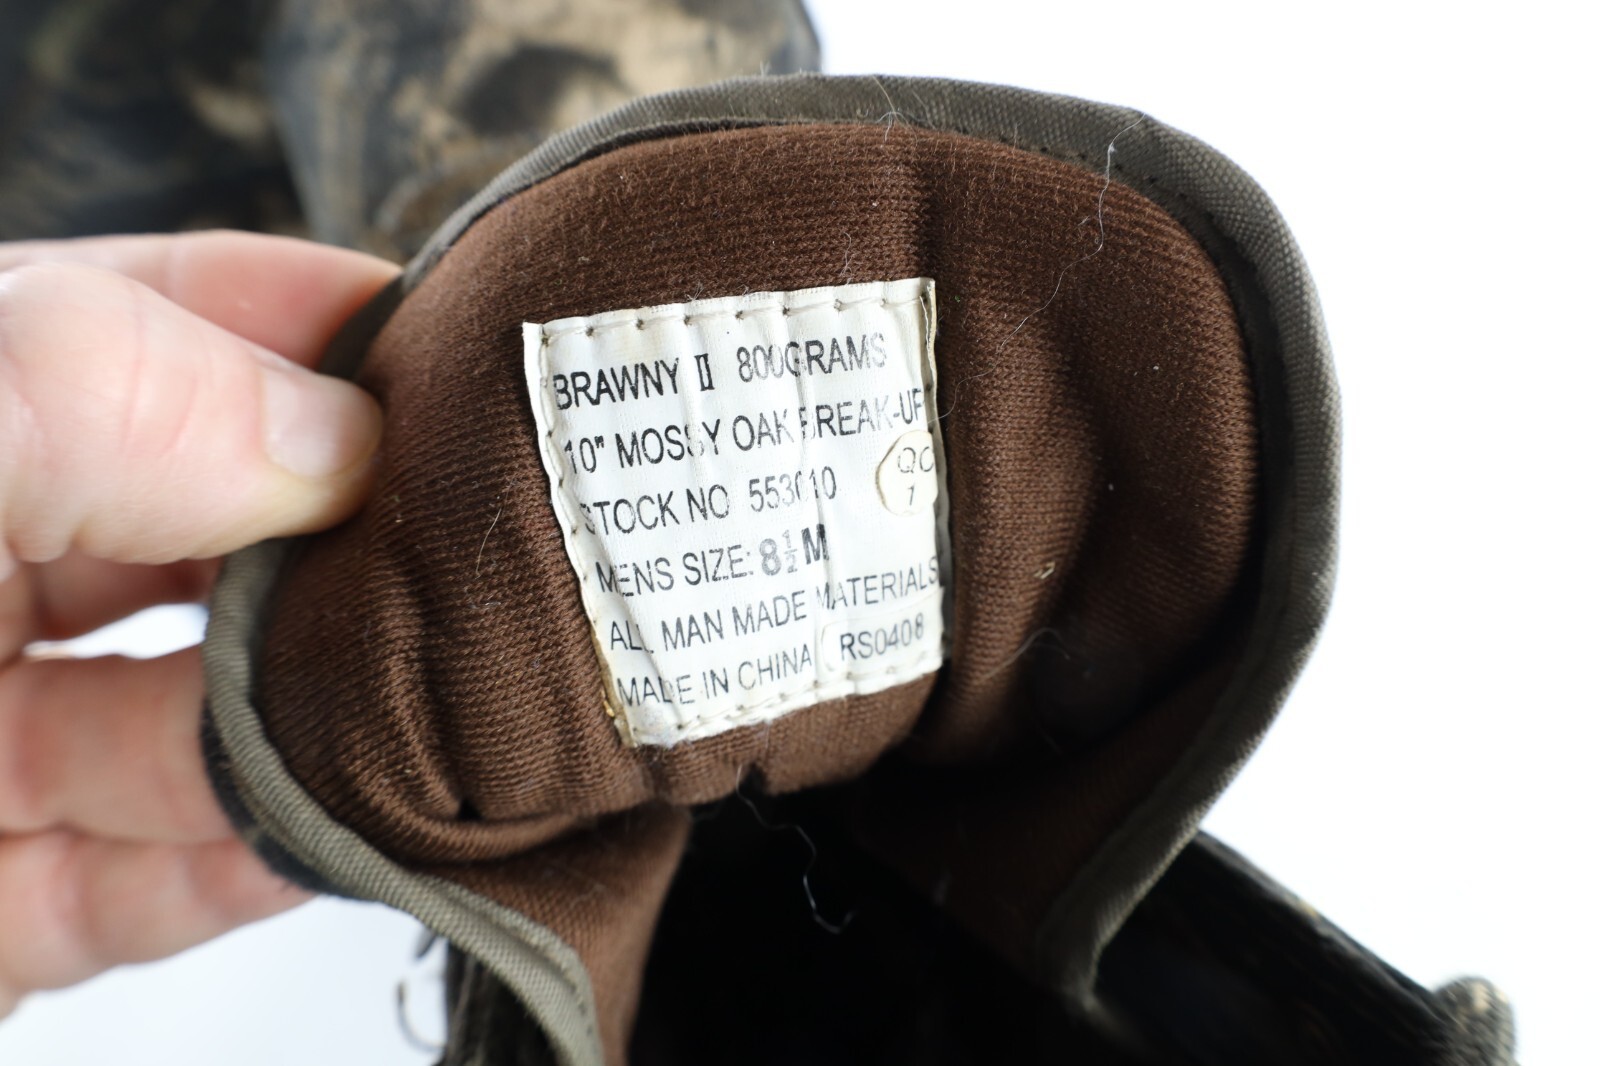 BRAWNY II 800GRAMS
10" MOSSY OAK BREAK-UP
STOCK NO 553010
QC
1
MENS SIZE: 8½ M
ALL MAN MADE MATERIALS
MADE IN CHINA RS0408